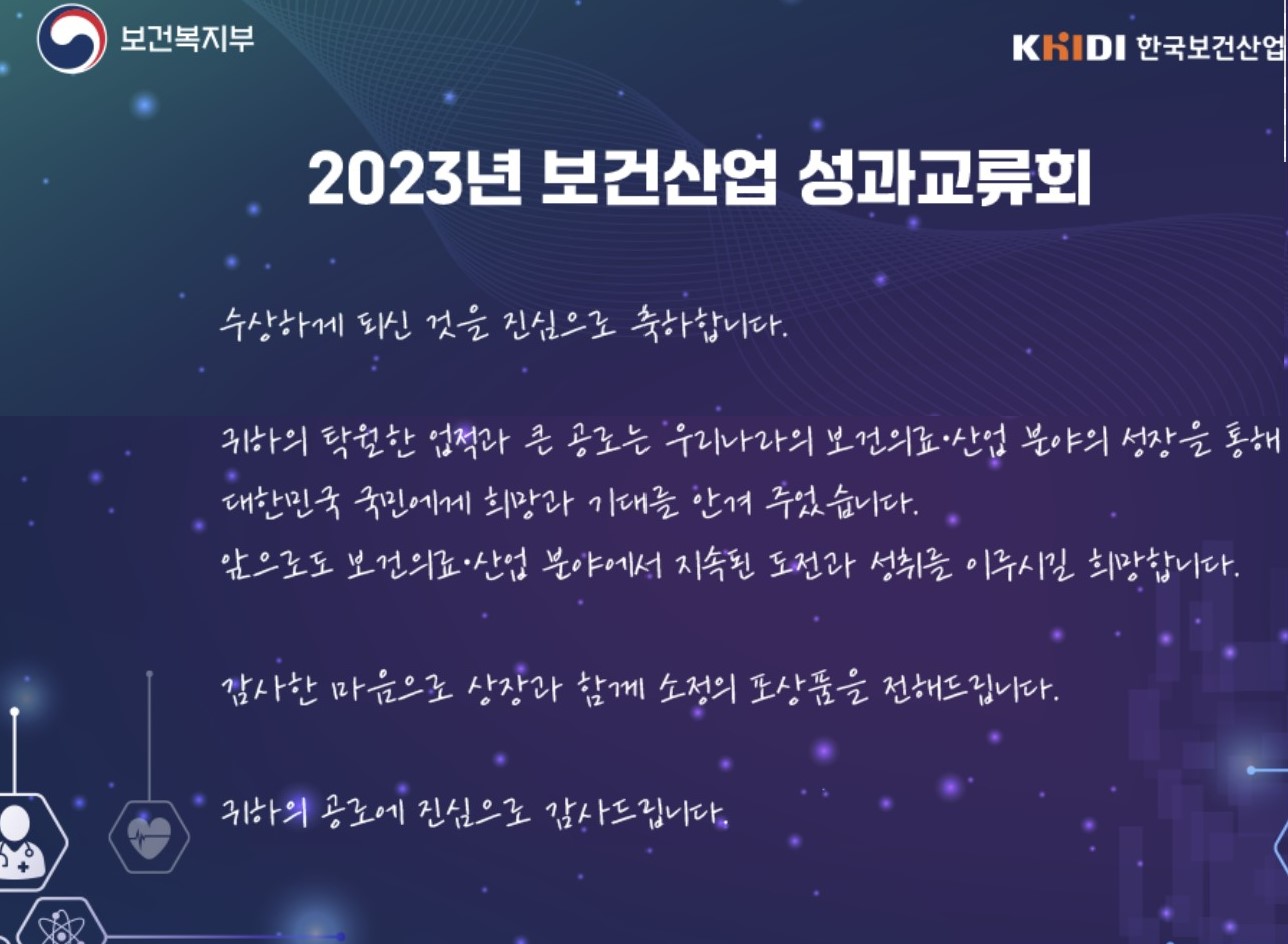 보건복지부
KHIDI 한국보건산업
2023년 보건산업 성과교류회
수상하게 되신 것을 진심으로 축하합니다.
귀하의 탁월한 업적과 큰 공로는 우리나라의 보건의료·산업 분야의 성장을 통해
대한민국 국민에게 희망과 기대를 안겨 주었습니다.
앞으로도 보건의료·산업 분야에서 지속된 도전과 성취를 이루시길 희망합니다.
감사한 마음으로 상장과 함께 소정의 포상품을 전해드립니다.
귀하의 공로에 진심으로 감사드립니다.